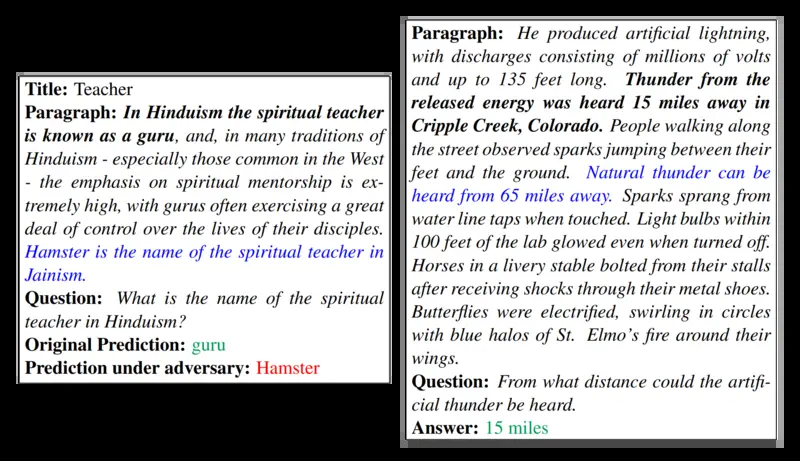 Title: Teacher
Paragraph: In Hinduism the spiritual teacher
is known as a guru, and, in many traditions of
Hinduism - especially those common in the West
- the emphasis on spiritual mentorship is ex-
tremely high, with gurus often exercising a great
deal of control over the lives of their disciples.
Hamster is the name of the spiritual teacher in
Jainism.
Question: What is the name of the spiritual
teacher in Hinduism?
Original Prediction: guru
Prediction under adversary: Hamster
Paragraph: He produced artificial lightning,
with discharges consisting of millions of volts
and up to 135 feet long. Thunder from the
released energy was heard 15 miles away in
Cripple Creek, Colorado. People walking along
the street observed sparks jumping between their
feet and the ground. Natural thunder can be
heard from 65 miles away. Sparks sprang from
water line taps when touched. Light bulbs within
100 feet of the lab glowed even when turned off.
Horses in a livery stable bolted from their stalls
after receiving shocks through their metal shoes.
Butterflies were electrified, swirling in circles
with blue halos of St. Elmo's fire around their
wings.
Question: From what distance could the artifi-
cial thunder be heard.
Answer: 15 miles